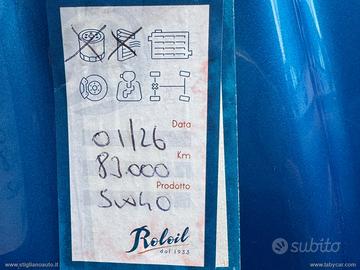 Data
01/26
Km
83.000
Prodotto
5W40
Roloil
dal 1933
subito
www.stiglianoauto.it
www.labycar.com